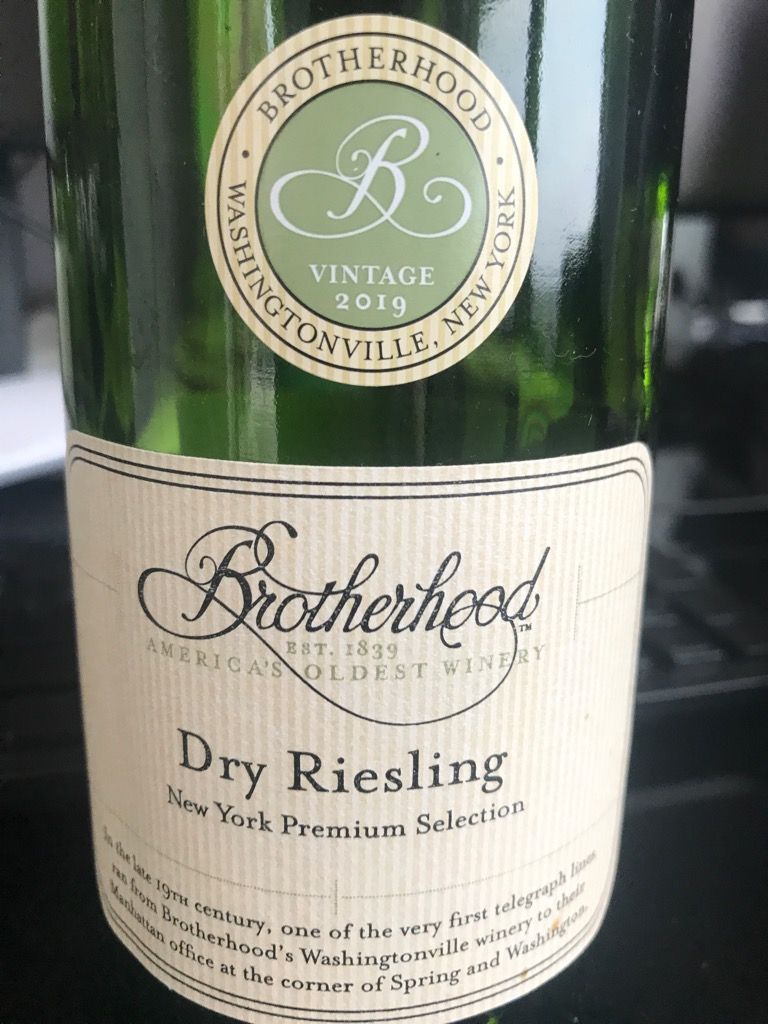 BROTHERHOOD
B
VINTAGE
2019
WASHINGTONVILLE, NEW YORK
Brotherhood™
EST. 1839
AMERICA'S OLDEST WINERY
Dry Riesling
New York Premium Selection
In the late 19TH century, one of the very first telegraph lines
ran from Brotherhood's Washingtonville winery to their
Manhattan office at the corner of Spring and Washington.